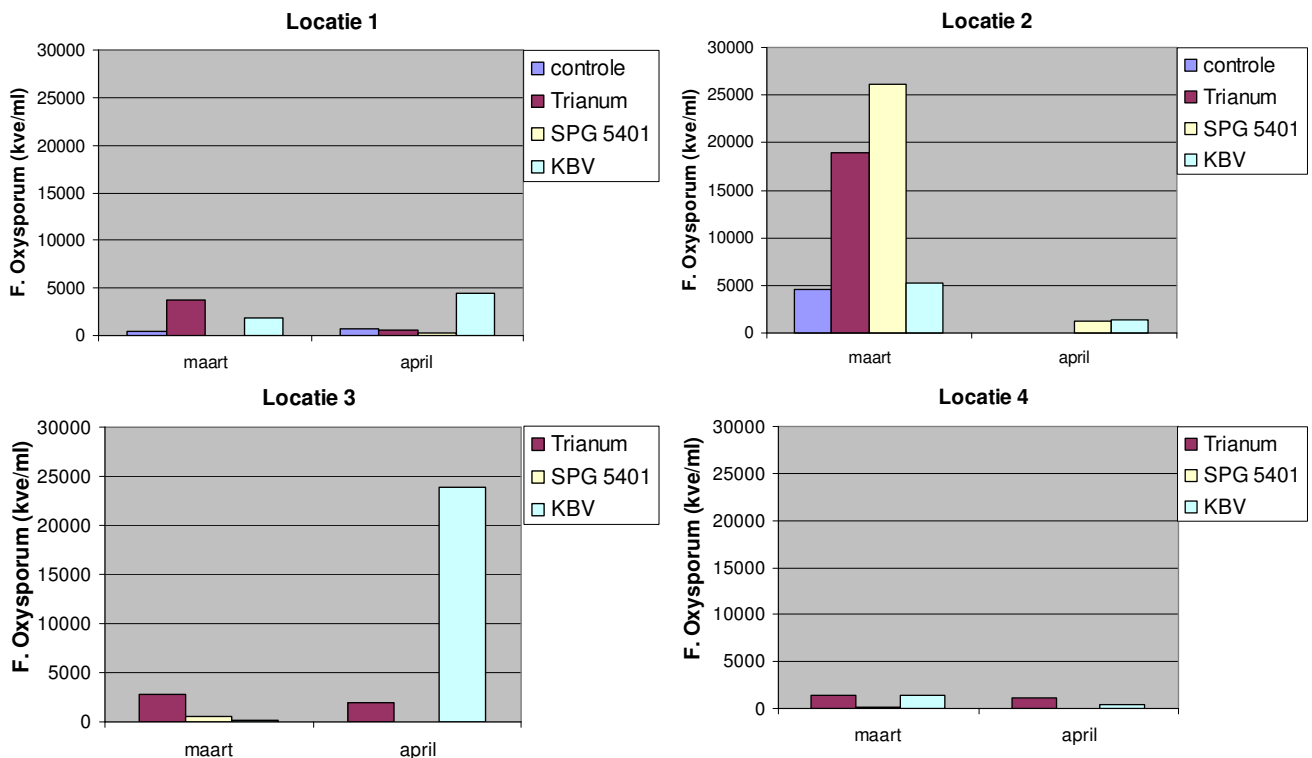 Locatie 1
F. Oxysporum (kve/ml)
30000
25000
20000
15000
10000
5000
0
maart
april
controle
Trianum
SPG 5401
KBV
Locatie 2
F. Oxysporum (kve/ml)
30000
25000
20000
15000
10000
5000
0
maart
april
controle
Trianum
SPG 5401
KBV
Locatie 3
F. Oxysporum (kve/ml)
30000
25000
20000
15000
10000
5000
0
maart
april
Trianum
SPG 5401
KBV
Locatie 4
F. Oxysporum (kve/ml)
30000
25000
20000
15000
10000
5000
0
maart
april
Trianum
SPG 5401
KBV